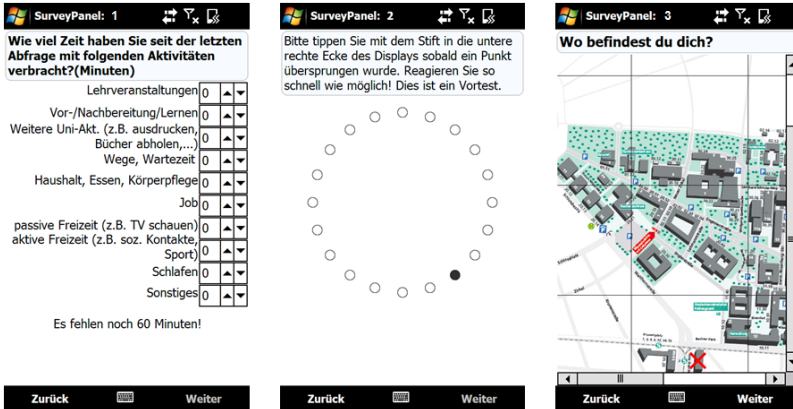 SurveyPanel: 1
Wie viel Zeit haben Sie seit der letzten
Abfrage mit folgenden Aktivitäten
verbracht?(Minuten)
Lehrveranstaltungen 0
Vor-/Nachbereitung/Lernen 0
Weitere Uni-Akt. (z.B. ausdrucken,
Bücher abholen,...) 0
Wege, Wartezeit 0
Haushalt, Essen, Körperpflege 0
Job 0
passive Freizeit (z.B. TV schauen) 0
aktive Freizeit (z.B. soz. Kontakte,
Sport) 0
Schlafen 0
Sonstiges 0
Es fehlen noch 60 Minuten!
Zurück Weiter
SurveyPanel: 2
Bitte tippen Sie mit dem Stift in die untere
rechte Ecke des Displays sobald ein Punkt
übersprungen wurde. Reagieren Sie so
schnell wie möglich! Dies ist ein Vortest.
Zurück Weiter
SurveyPanel: 3
Wo befindest du dich?
Zurück Weiter